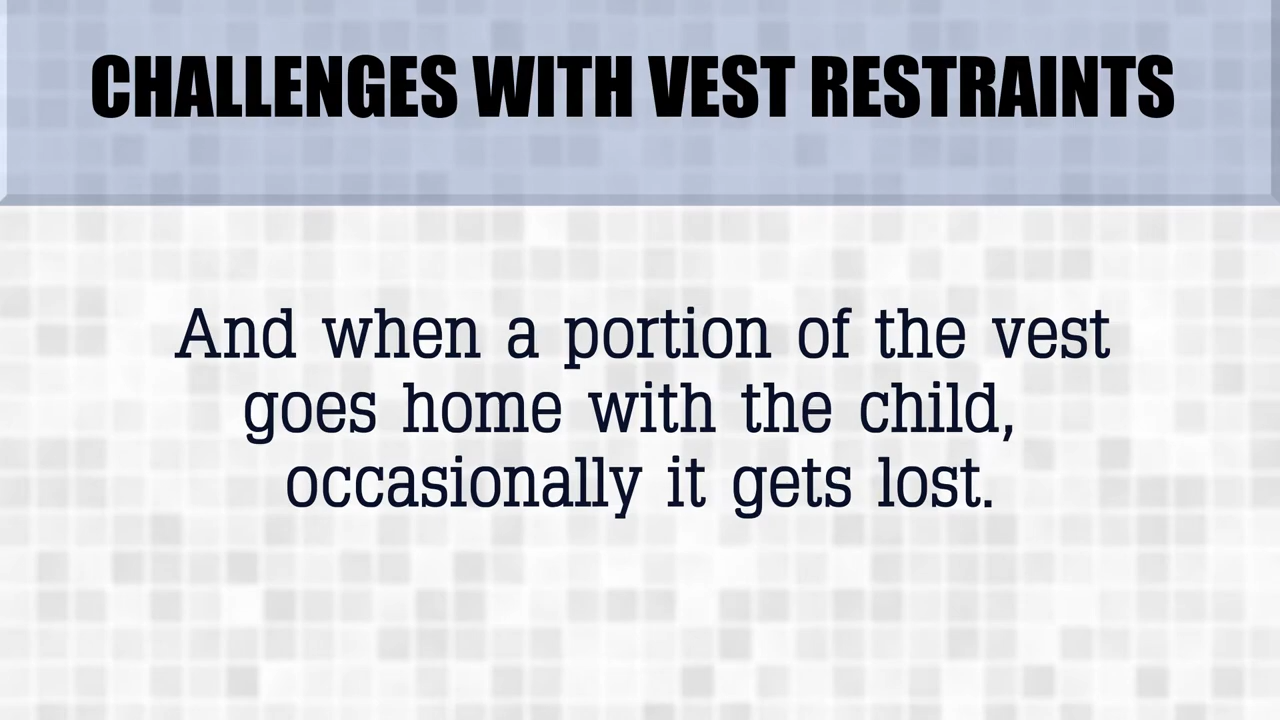 CHALLENGES WITH VEST RESTRAINTS
And when a portion of the vest
goes home with the child,
occasionally it gets lost.